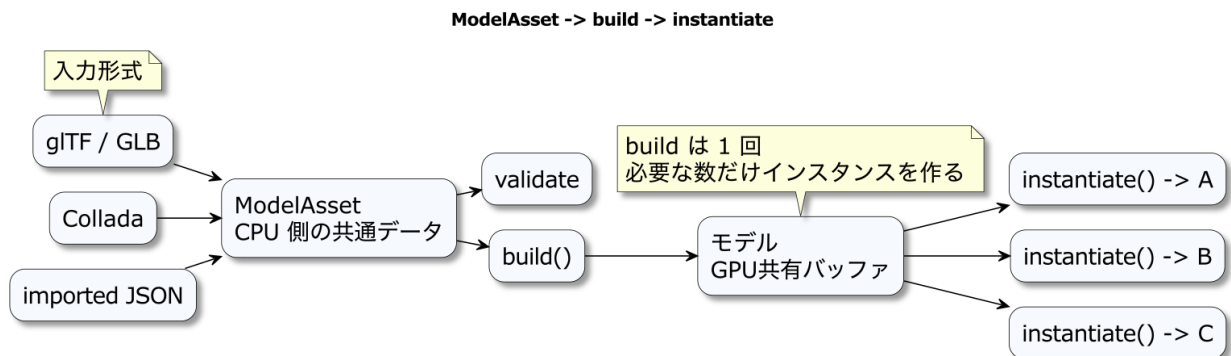 ModelAsset -> build -> instantiate
入力形式
glTF / GLB
Collada
imported JSON
ModelAsset
CPU 側の共通データ
validate
build()
build は 1 回
必要な数だけインスタンスを作る
モデル
GPU共有バッファ
instantiate() -> A
instantiate() -> B
instantiate() -> C